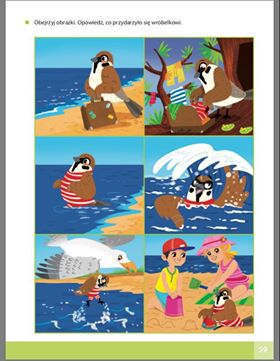 Obejrzyj obrazki. Opowiedz, co przydarzyło się wróbelkowi.
59